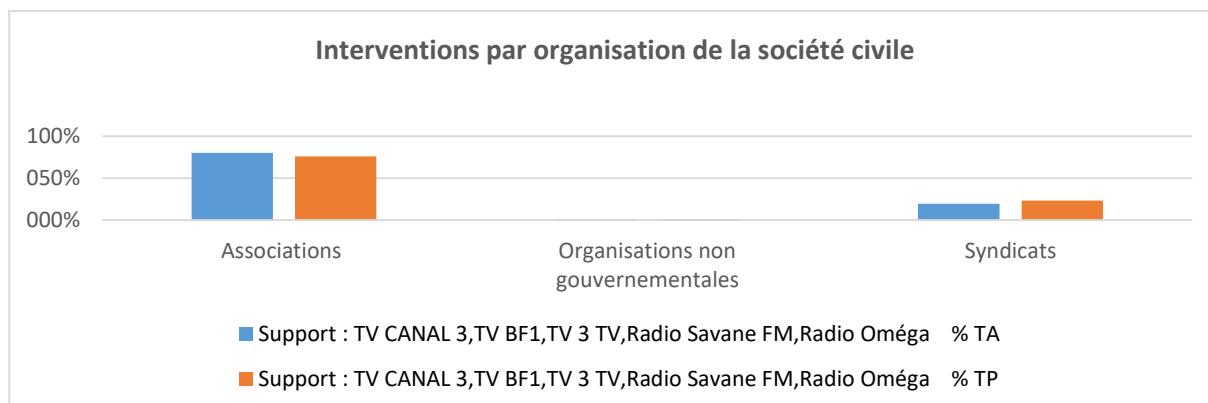 Interventions par organisation de la société civile
100%
050%
000%
Associations
Organisations non
gouvernementales
Syndicats
Support : TV CANAL 3,TV BF1,TV 3 TV,Radio Savane FM,Radio Oméga % TA
Support : TV CANAL 3,TV BF1,TV 3 TV,Radio Savane FM,Radio Oméga % TP